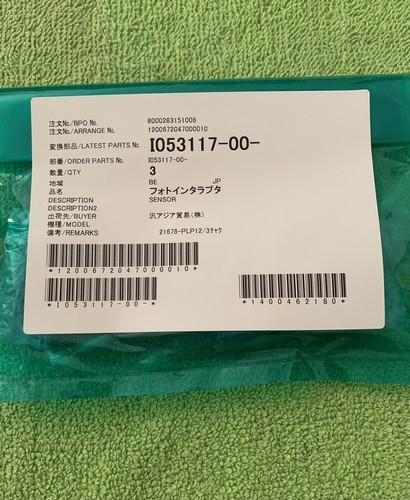 注文No./BPO No. 8000283151006
注文No./ARRANGE No. 1200672047000010
変換部品/LATEST PARTS No. I053117-00-
部番/ORDER PARTS No. I053117-00-
数量/QTY 3
地域 BE JP
品名 フォトインタラプタ
DESCRIPTION SENSOR
DESCRIPTION2
出荷先/BUYER 汎アジア貿易(株)
機種/MODEL
備考/REMARKS 21676-PLP12/3チャク
*1200672047000010*
*I053117-00-* *1400462180*